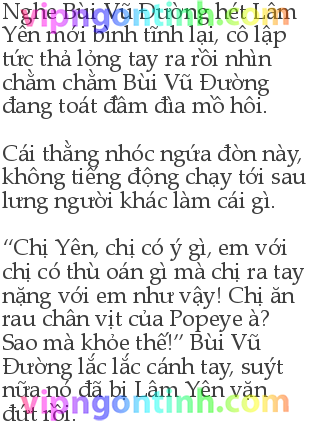 Nghe Bùi Vũ Đường hét Lâm
Yên mới bình tĩnh lại, cô lập
tức thả lỏng tay ra rồi nhìn
chằm chằm Bùi Vũ Đường
đang toát đầm đìa mồ hôi.
Cái thằng nhóc ngứa đòn này,
không tiếng động chạy tới sau
lưng người khác làm cái gì.
“Chị Yên, chị có ý gì, em với
chị có thù oán gì mà chị ra tay
nặng với em như vậy! Chị ăn
rau chân vịt của Popeye à?
Sao mà khỏe thế!” Bùi Vũ
Đường lắc lắc cánh tay, suýt
nữa nó đã bị Lâm Yên vặn
đứt rồi.
vipngontinh.com
vipngontinh.com